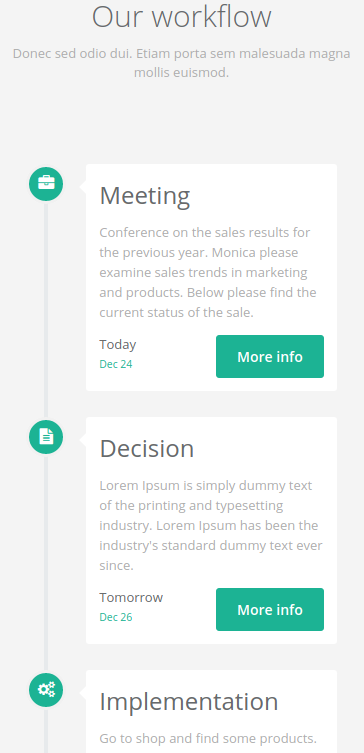 Our workflow
Donec sed odio dui. Etiam porta sem malesuada magna
mollis euismod.
Meeting
Conference on the sales results for
the previous year. Monica please
examine sales trends in marketing
and products. Below please find the
current status of the sale.
Today
Dec 24
More info
Decision
Lorem Ipsum is simply dummy text
of the printing and typesetting
industry. Lorem Ipsum has been the
industry's standard dummy text ever
since.
Tomorrow
Dec 26
More info
Implementation
Go to shop and find some products.